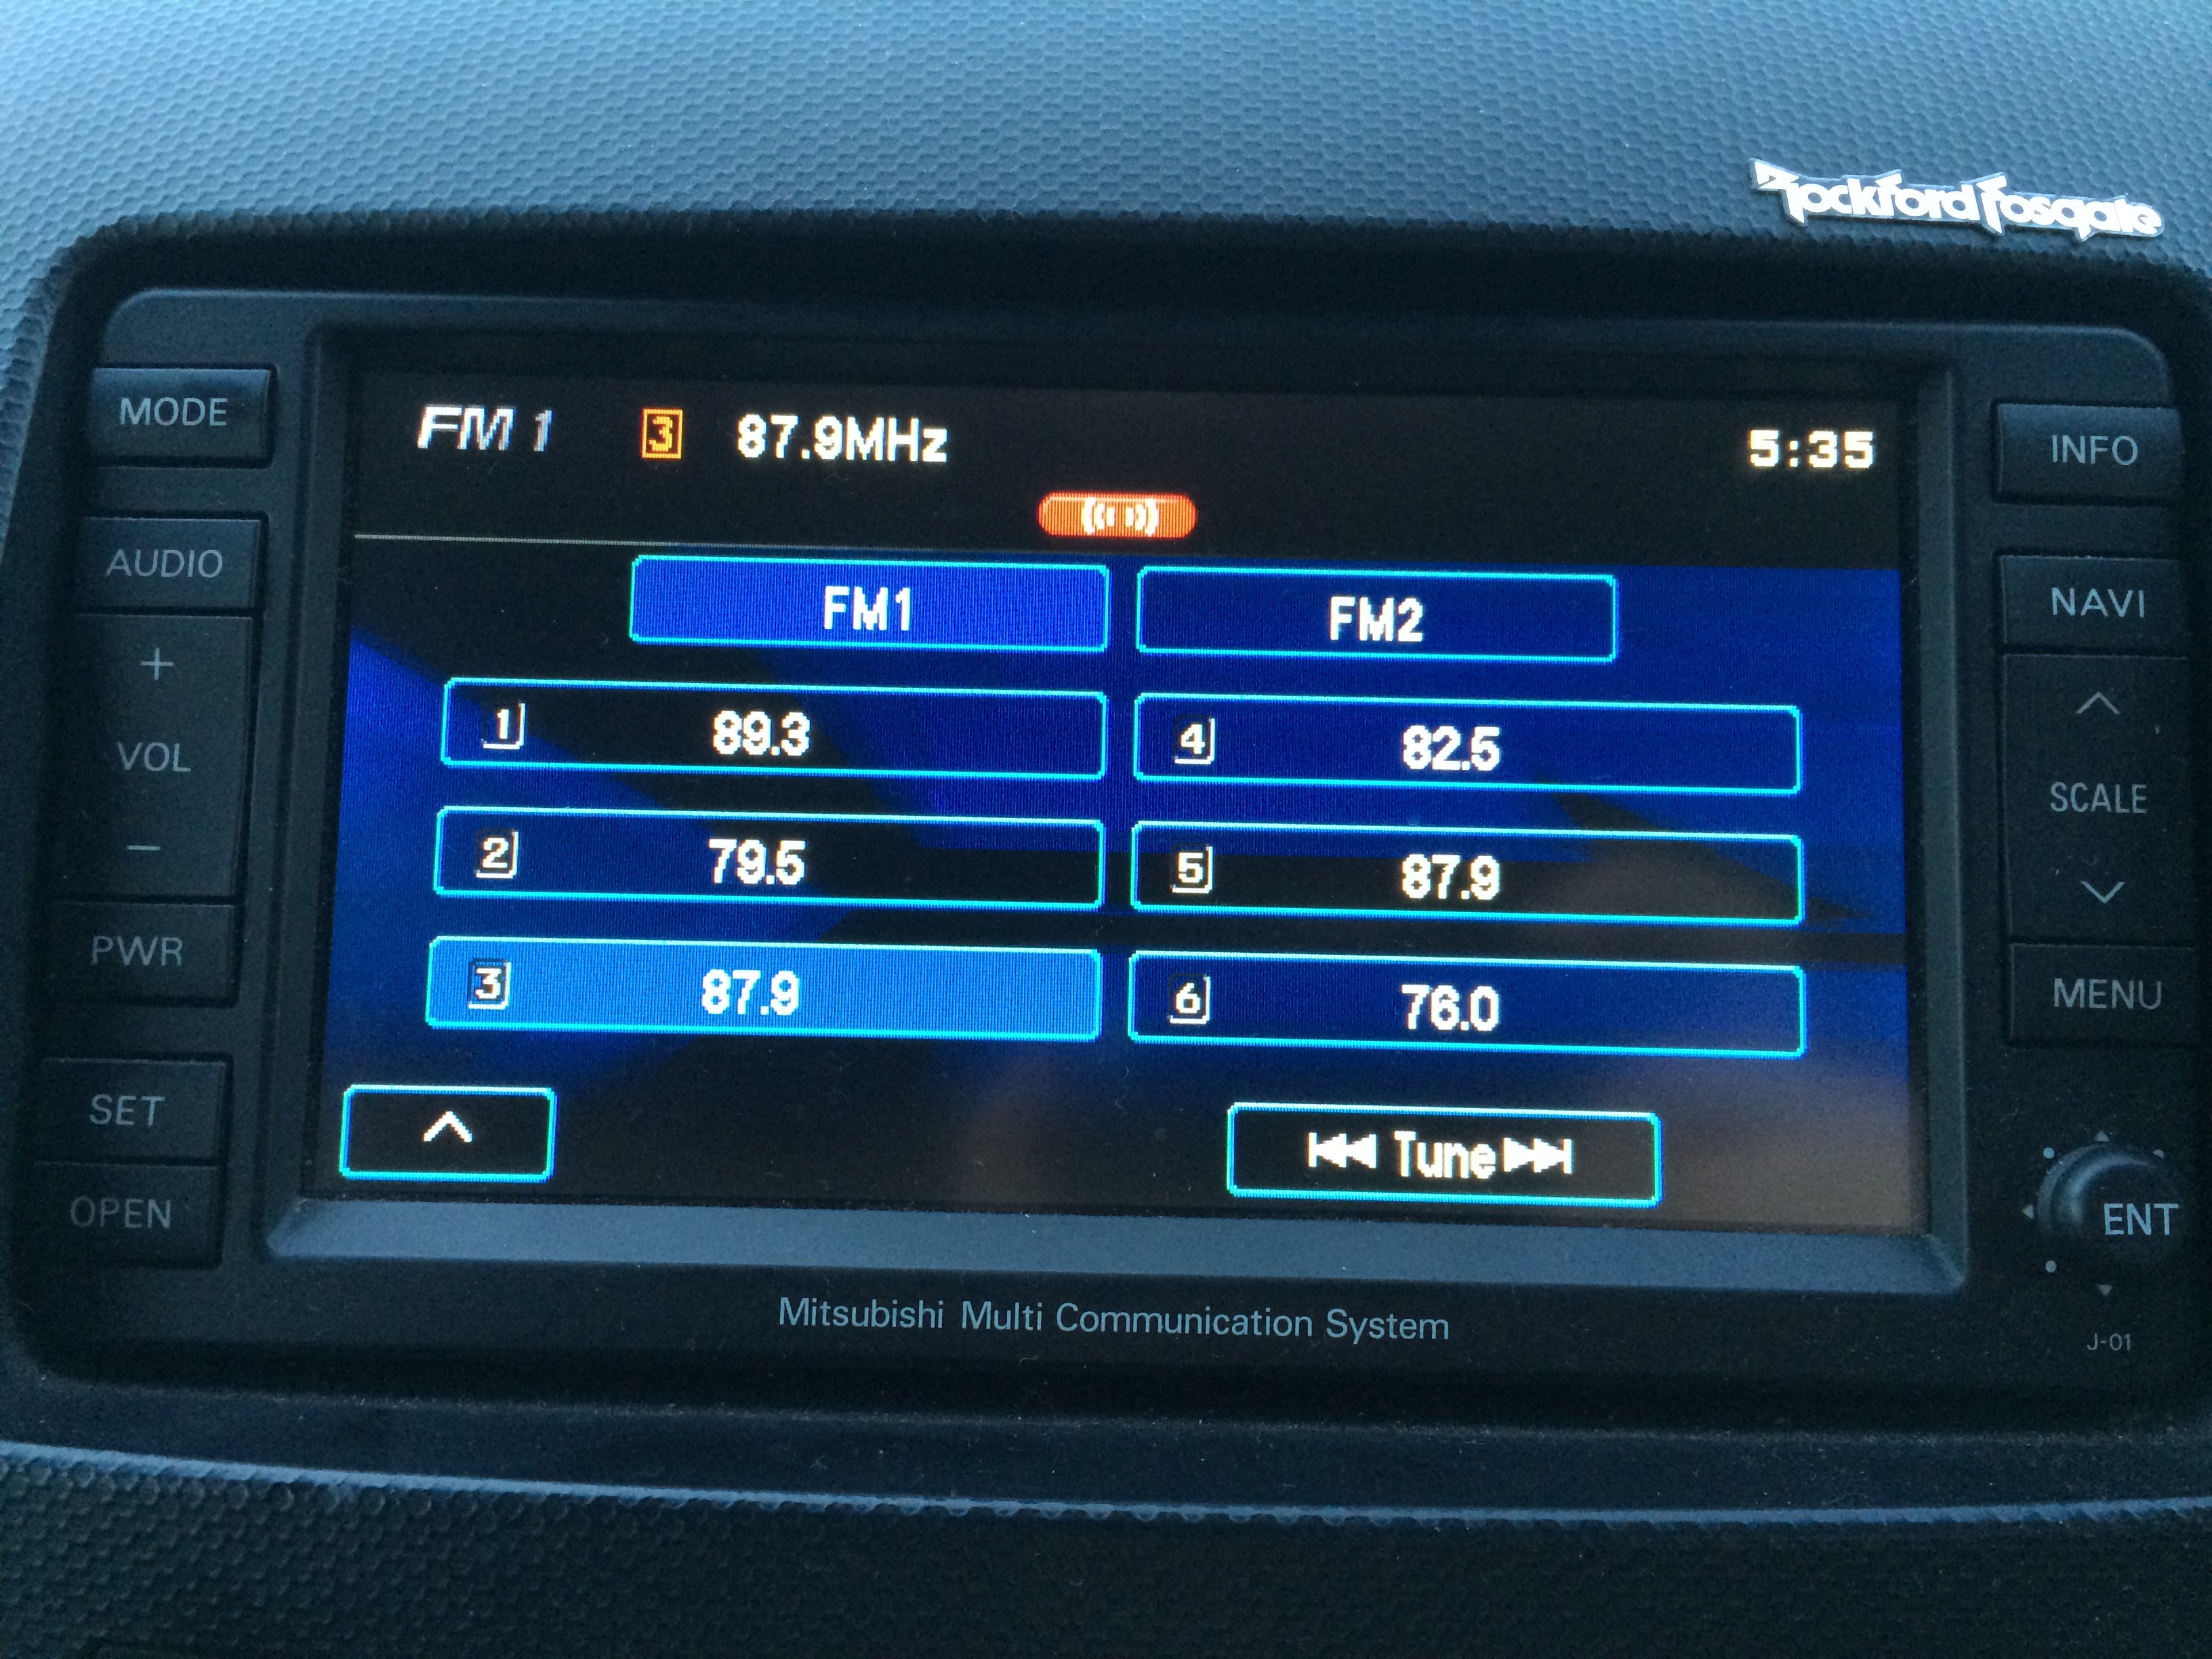 Rockford Fosgate
MODE
AUDIO
+
VOL
−
PWR
SET
OPEN
FM 1 3 87.9MHz 5:35
FM1 FM2
1 89.3 4 82.5
2 79.5 5 87.9
3 87.9 6 76.0
Tune
INFO
NAVI
SCALE
MENU
ENT
J-01
Mitsubishi Multi Communication System